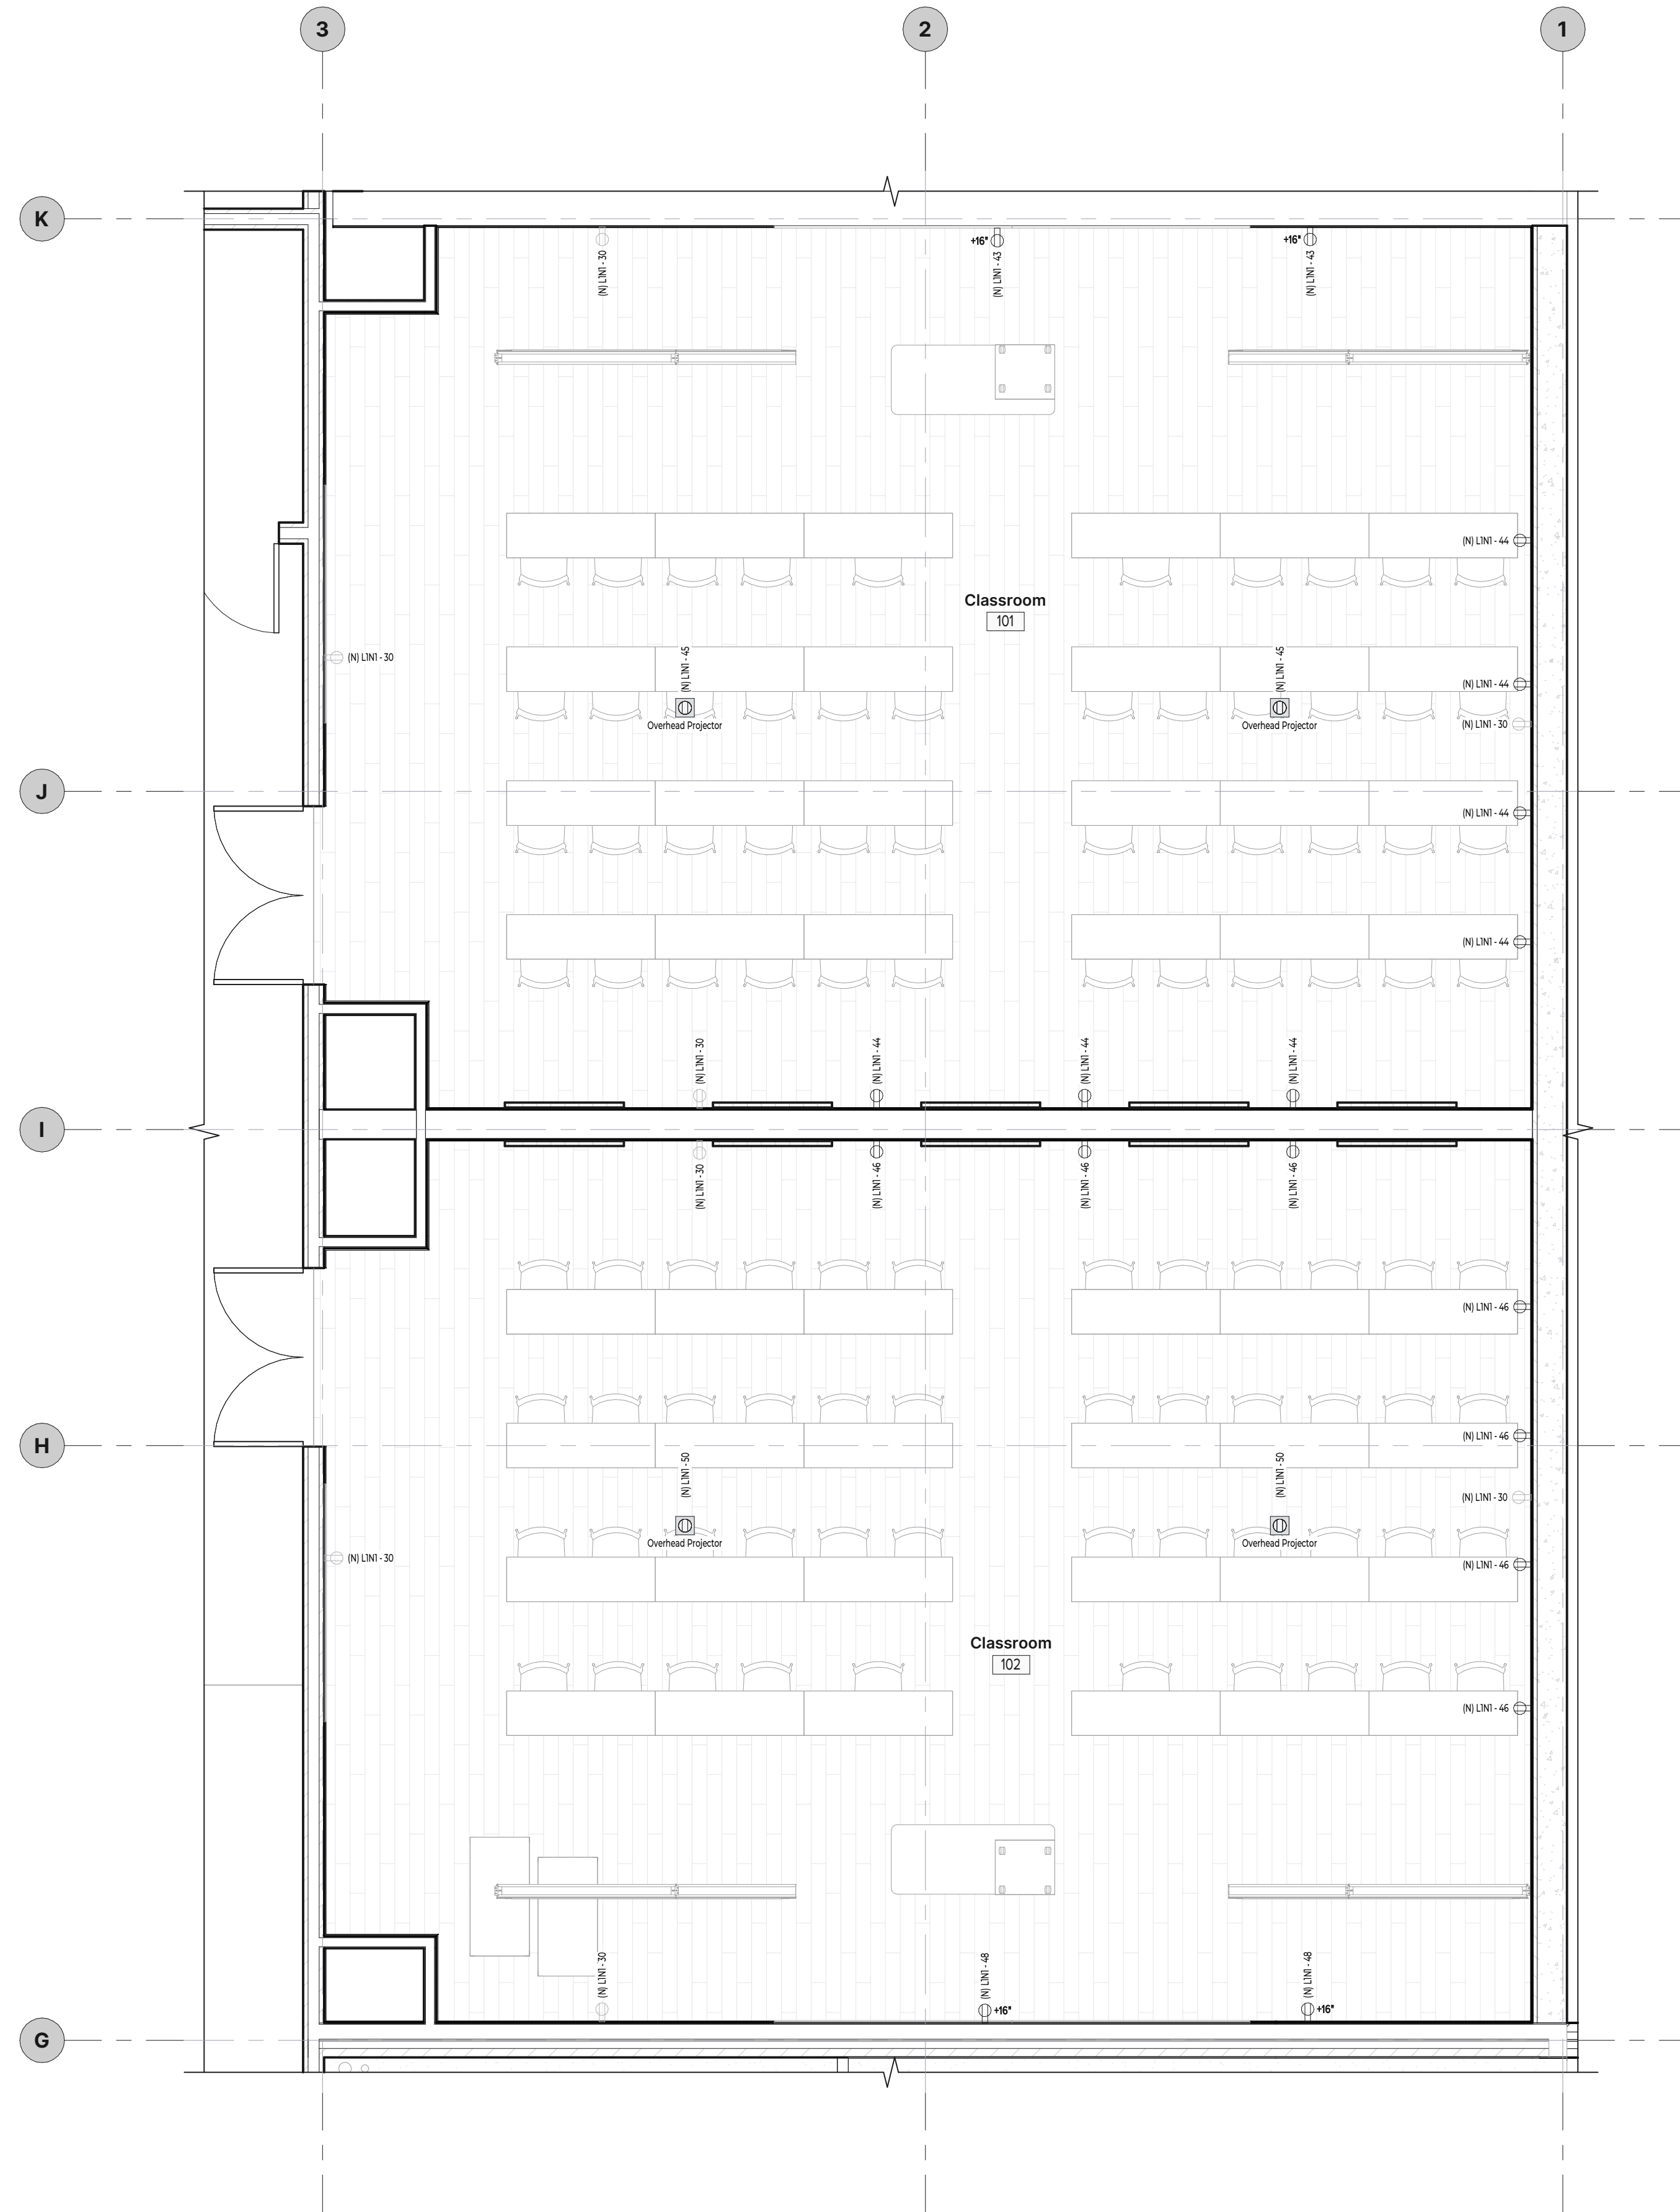 3
2
1
K
(N) L1N1 - 30
+16"
(N) L1N1 - 43
+16"
(N) L1N1 - 43
(N) L1N1 - 44
Classroom
101
(N) L1N1 - 30
(N) L1N1 - 45
Overhead Projector
(N) L1N1 - 45
Overhead Projector
(N) L1N1 - 44
(N) L1N1 - 30
J
(N) L1N1 - 44
(N) L1N1 - 44
(N) L1N1 - 30
(N) L1N1 - 44
(N) L1N1 - 44
(N) L1N1 - 44
I
(N) L1N1 - 30
(N) L1N1 - 46
(N) L1N1 - 46
(N) L1N1 - 46
(N) L1N1 - 46
H
(N) L1N1 - 46
(N) L1N1 - 50
Overhead Projector
(N) L1N1 - 50
Overhead Projector
(N) L1N1 - 30
(N) L1N1 - 30
(N) L1N1 - 46
Classroom
102
(N) L1N1 - 46
(N) L1N1 - 30
(N) L1N1 - 48
+16"
(N) L1N1 - 48
+16"
G